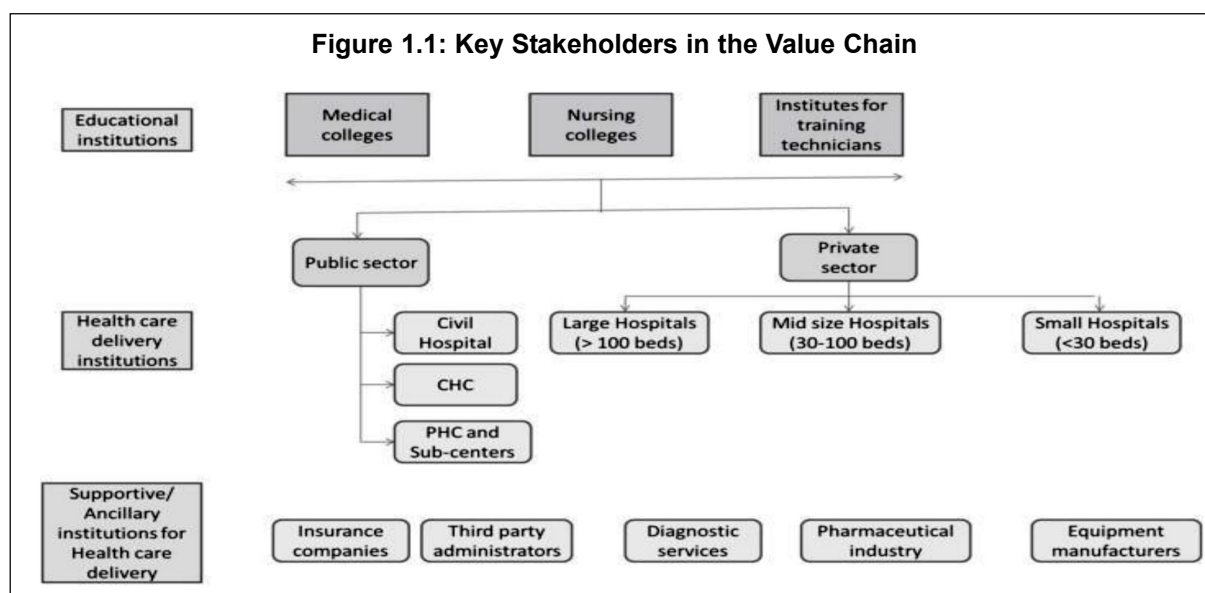 Figure 1.1: Key Stakeholders in the Value Chain
Educational
institutions
Medical
colleges
Nursing
colleges
Institutes for
training
technicians
Public sector
Private
sector
Health care
delivery
institutions
Civil
Hospital
CHC
PHC and
Sub-centers
Large Hospitals
(> 100 beds)
Mid size Hospitals
(30-100 beds)
Small Hospitals
(<30 beds)
Supportive/
Ancillary
institutions for
Health care
delivery
Insurance
companies
Third party
administrators
Diagnostic
services
Pharmaceutical
industry
Equipment
manufacturers